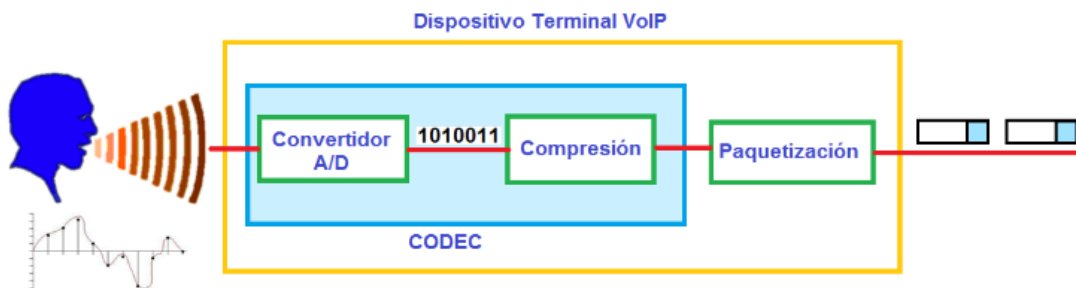 Dispositivo Terminal VoIP
Convertidor
A/D
1010011
Compresión
Paquetización
CODEC